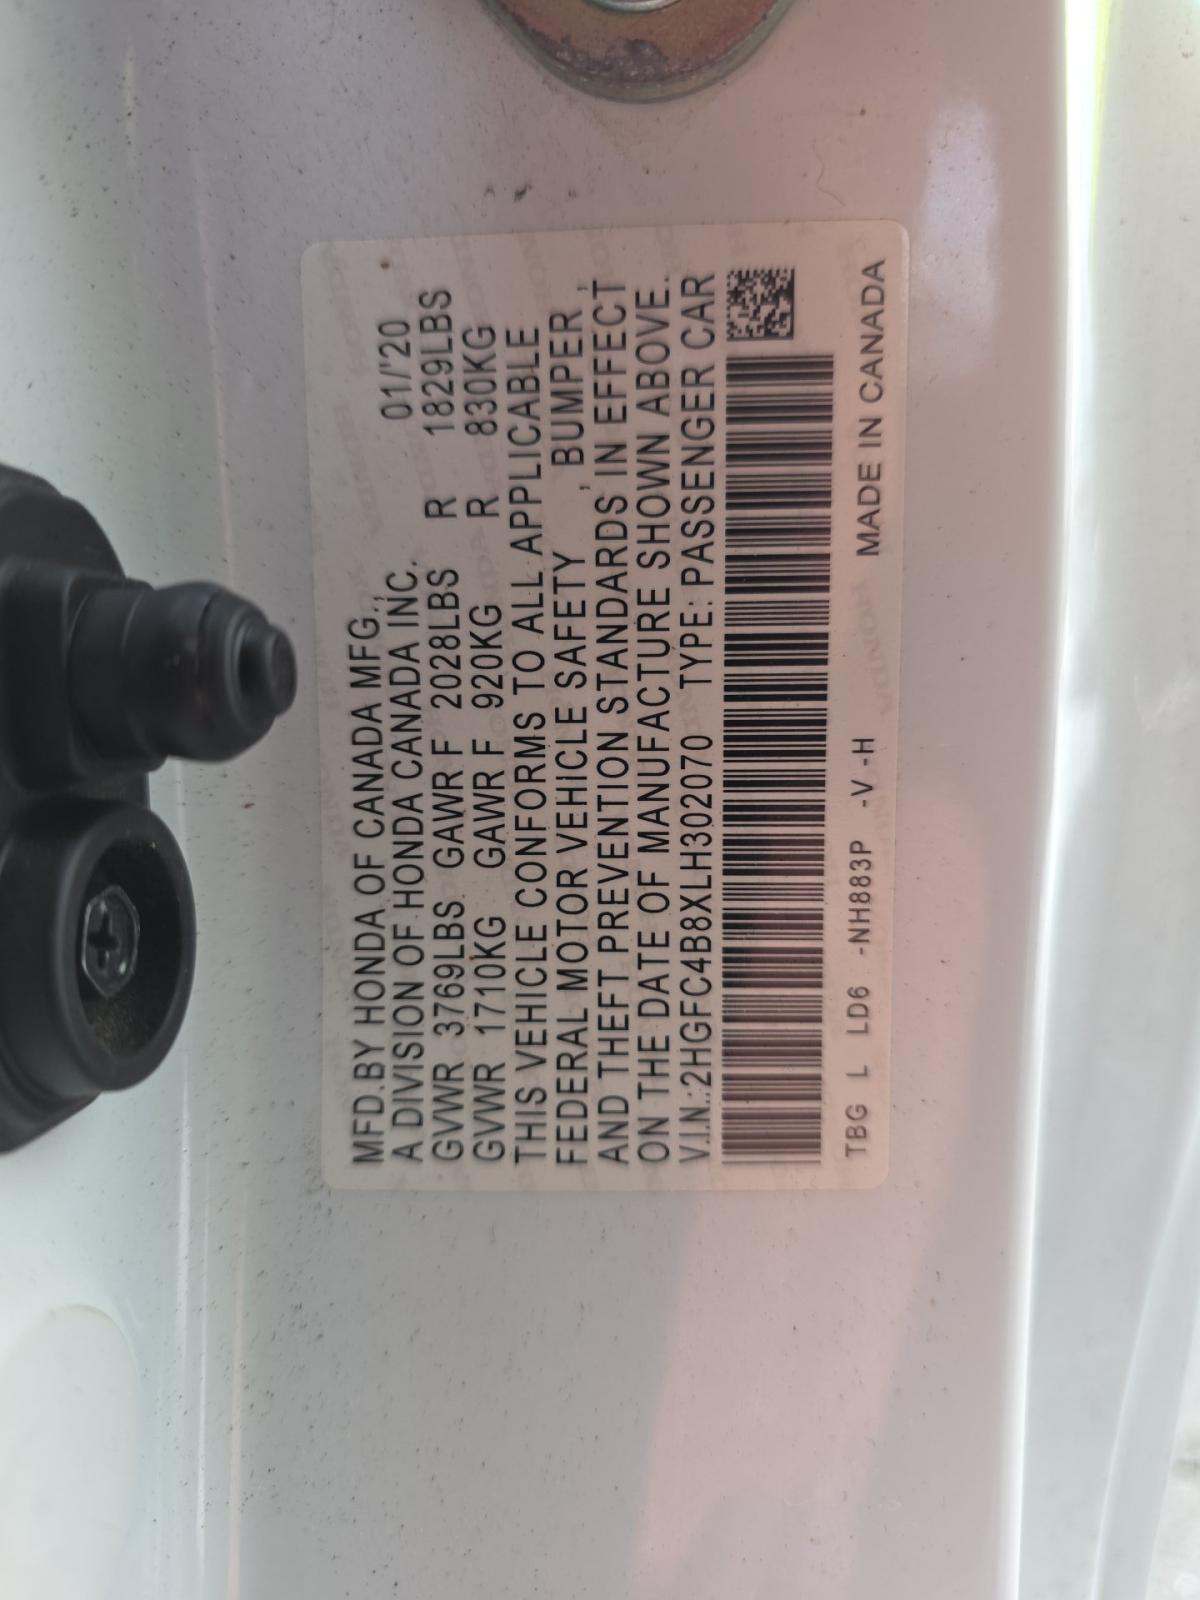 MFD.BY HONDA OF CANADA MFG.,
A DIVISION OF HONDA CANADA INC. 01/'20
GVWR 3769LBS GAWR F 2028LBS R 1829LBS
GVWR 1710KG GAWR F 920KG R 830KG
THIS VEHICLE CONFORMS TO ALL APPLICABLE
FEDERAL MOTOR VEHICLE SAFETY , BUMPER ,
AND THEFT PREVENTION STANDARDS IN EFFECT
ON THE DATE OF MANUFACTURE SHOWN ABOVE.
V.I.N.:2HGFC4B8XLH302070 TYPE: PASSENGER CAR
TBG L LD6 -NH883P -V -H MADE IN CANADA